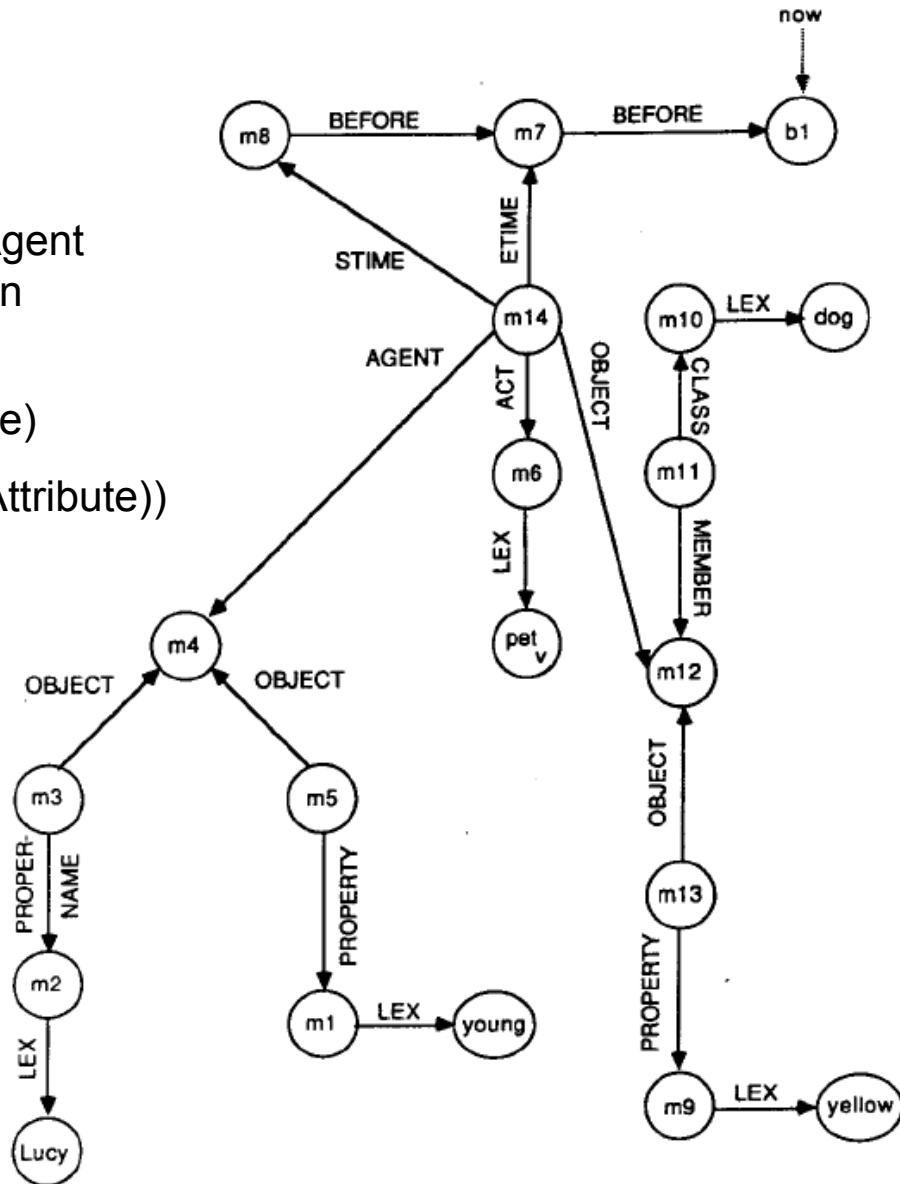 now
m8
BEFORE
m7
BEFORE
b1
gent
n
STIME
ETIME
m14
m10
LEX
dog
AGENT
ACT
OBJECT
CLASS
e)
m6
m11
Attribute))
LEX
MEMBER
pet v
m4
m12
OBJECT
OBJECT
OBJECT
m3
m5
PROPER-
NAME
PROPERTY
m13
m2
PROPERTY
m1
LEX
young
LEX
m9
LEX
yellow
Lucy